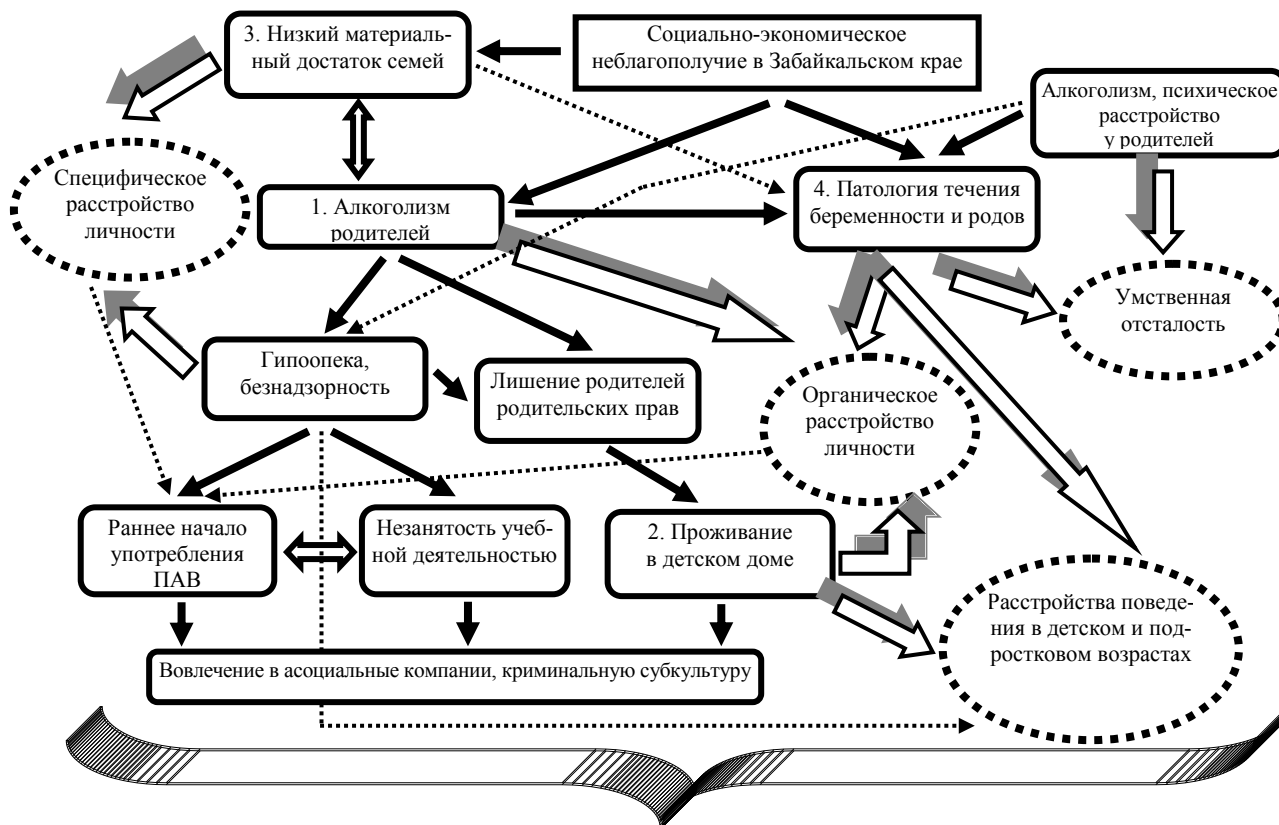 3. Низкий материаль-
ный достаток семей
Социально-экономическое
неблагополучие в Забайкальском крае
Алкоголизм, психическое
расстройство
у родителей
Специфическое
расстройство
личности
1. Алкоголизм
родителей
4. Патология течения
беременности и родов
Умственная
отсталость
Гипоопека,
безнадзорность
Лишение родителей
родительских прав
Органическое
расстройство
личности
Раннее начало
употребления
ПАВ
Незанятость учеб-
ной деятельностью
2. Проживание
в детском доме
Расстройства поведе-
ния в детском и под-
ростковом возрастах
Вовлечение в асоциальные компании, криминальную субкультуру